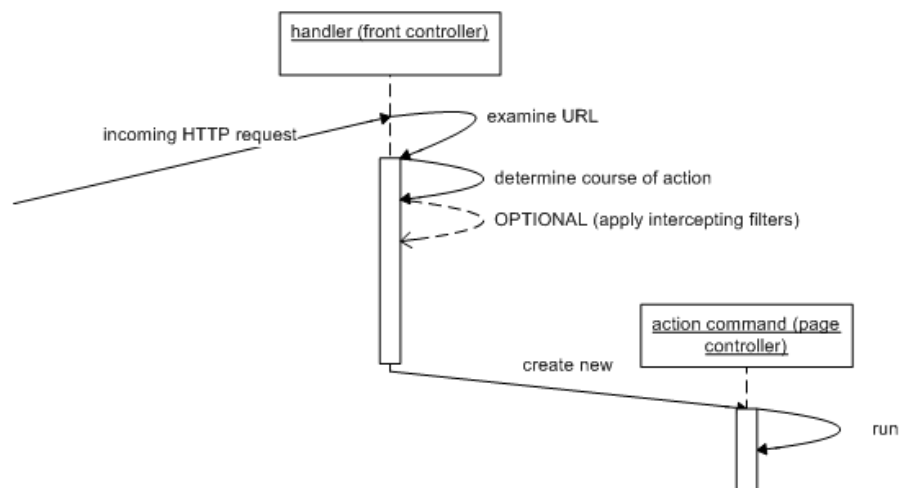 handler (front controller)
incoming HTTP request
examine URL
determine course of action
OPTIONAL (apply intercepting filters)
action command (page
controller)
create new
run